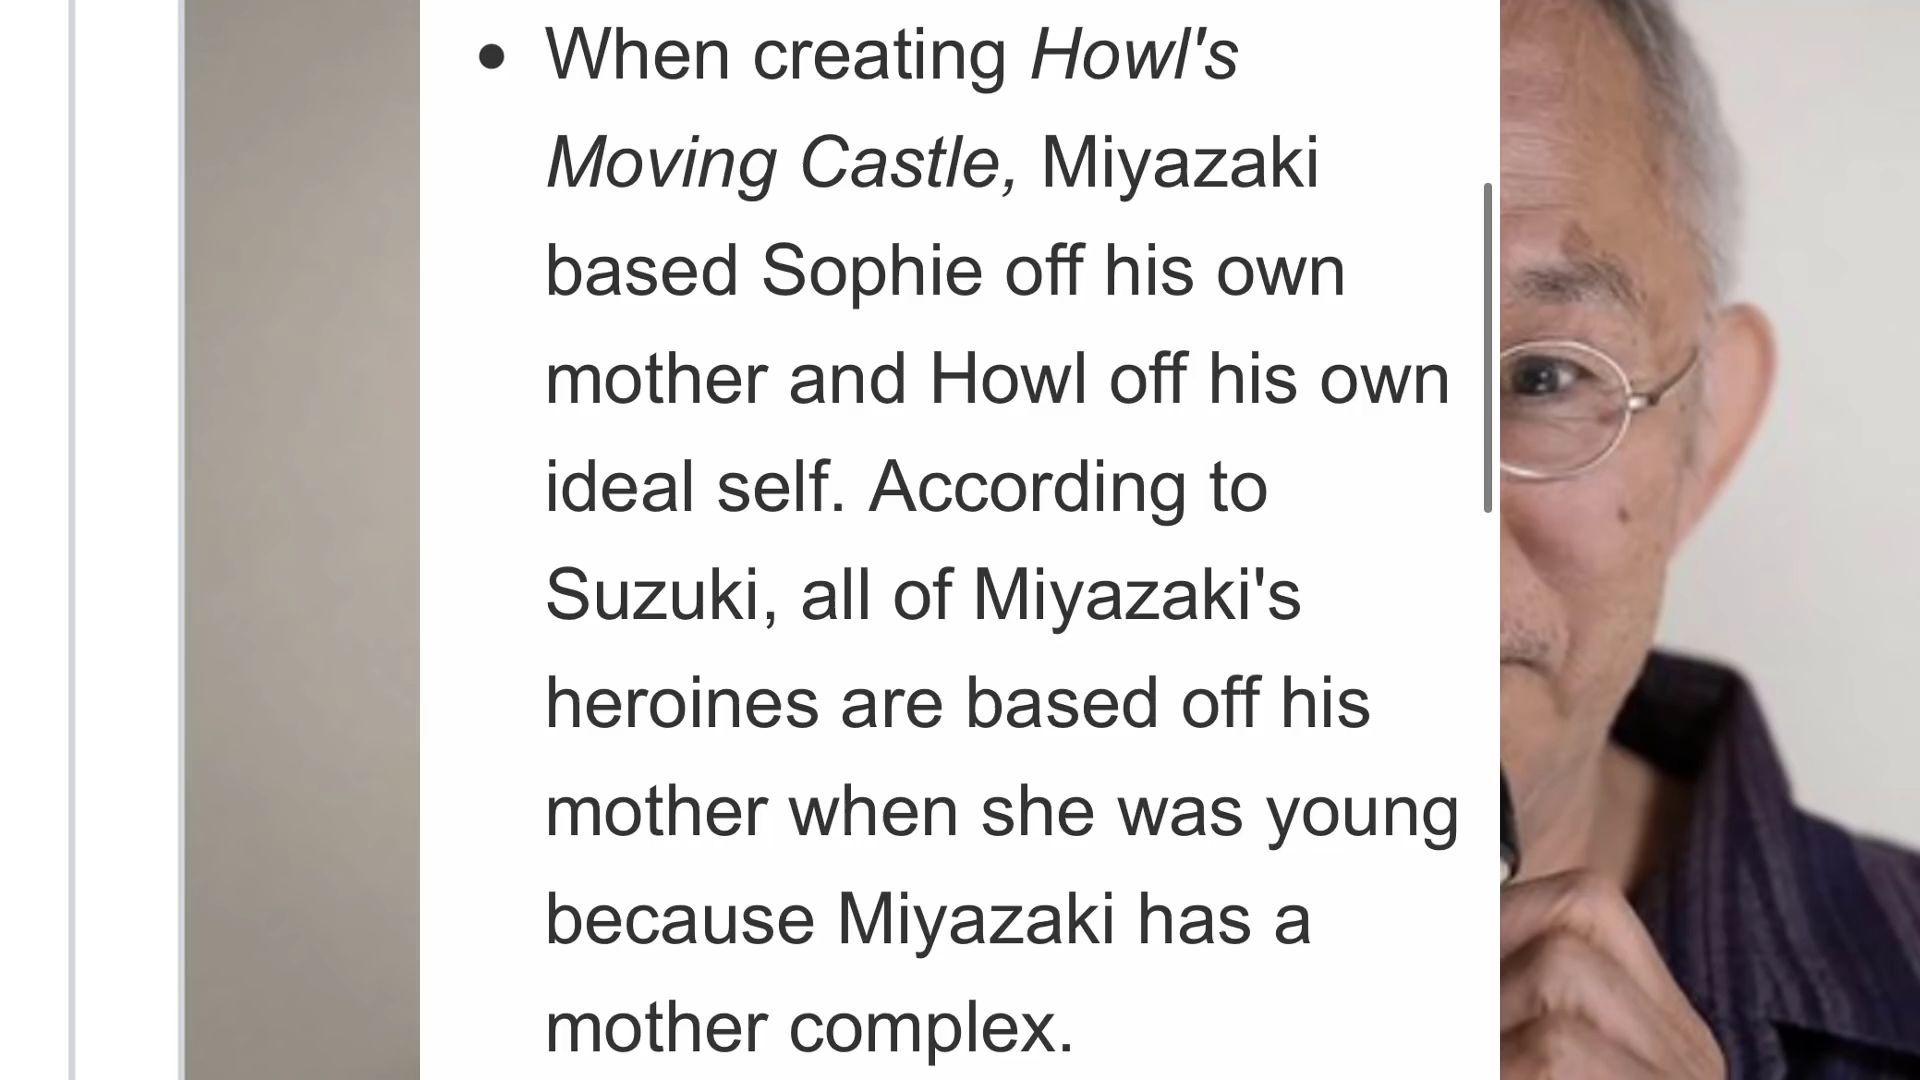 • When creating Howl's
Moving Castle, Miyazaki
based Sophie off his own
mother and Howl off his own
ideal self. According to
Suzuki, all of Miyazaki's
heroines are based off his
mother when she was young
because Miyazaki has a
mother complex.